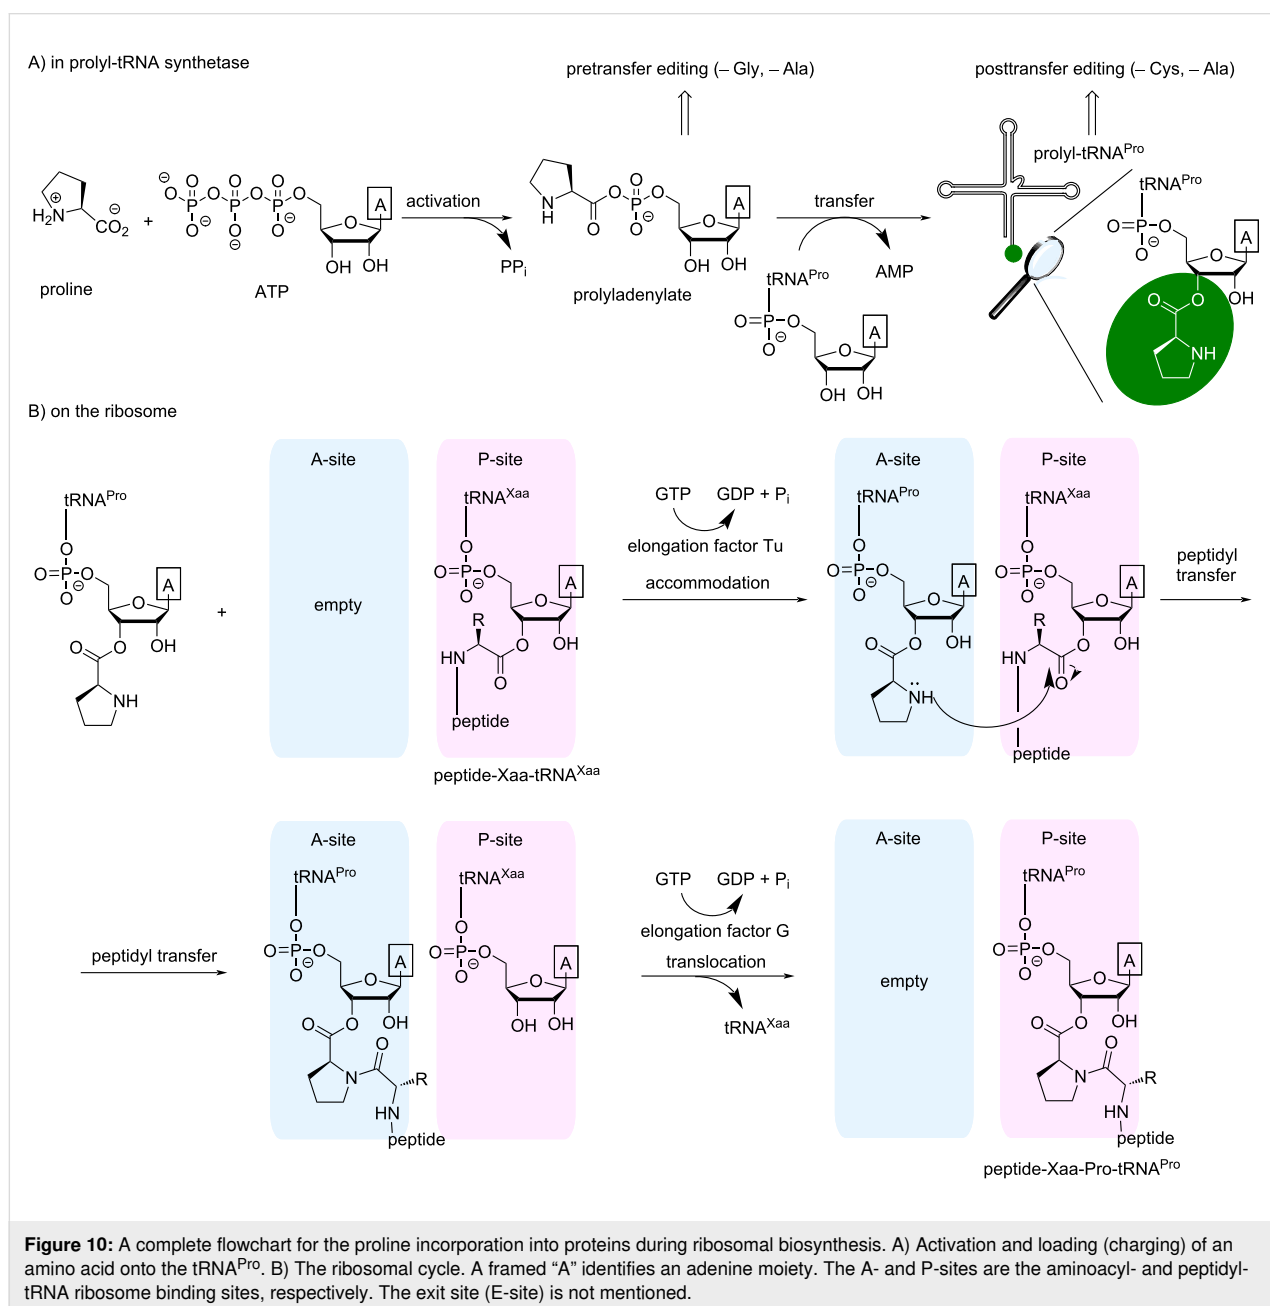 A) in prolyl-tRNA synthetase
pretransfer editing (– Gly, – Ala)
posttransfer editing (– Cys, – Ala)
prolyl-tRNAPro
proline
+
ATP
activation
PPi
prolyladenylate
transfer
AMP
tRNAPro
tRNAPro
B) on the ribosome
tRNAPro
+
A-site
empty
P-site
tRNAXaa
peptide
peptide-Xaa-tRNAXaa
GTP GDP + Pi
elongation factor Tu
accommodation
A-site
tRNAPro
P-site
tRNAXaa
peptide
peptidyl
transfer
peptidyl transfer
A-site
tRNAPro
peptide
P-site
tRNAXaa
GTP GDP + Pi
elongation factor G
translocation
tRNAXaa
A-site
empty
P-site
tRNAPro
peptide
peptide-Xaa-Pro-tRNAPro
Figure 10: A complete flowchart for the proline incorporation into proteins during ribosomal biosynthesis. A) Activation and loading (charging) of an
amino acid onto the tRNAPro. B) The ribosomal cycle. A framed “A” identifies an adenine moiety. The A- and P-sites are the aminoacyl- and peptidyl-
tRNA ribosome binding sites, respectively. The exit site (E-site) is not mentioned.